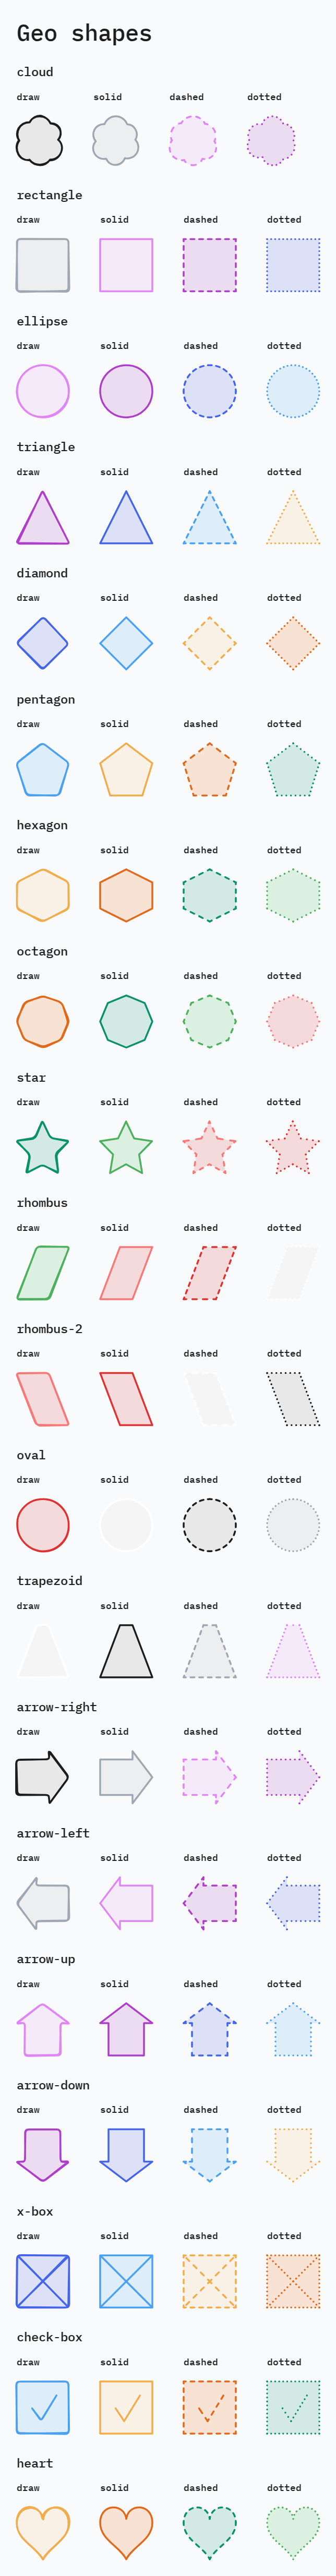 Geo shapes
cloud
draw solid dashed dotted
rectangle
draw solid dashed dotted
ellipse
draw solid dashed dotted
triangle
draw solid dashed dotted
diamond
draw solid dashed dotted
pentagon
draw solid dashed dotted
hexagon
draw solid dashed dotted
octagon
draw solid dashed dotted
star
draw solid dashed dotted
rhombus
draw solid dashed dotted
rhombus-2
draw solid dashed dotted
oval
draw solid dashed dotted
trapezoid
draw solid dashed dotted
arrow-right
draw solid dashed dotted
arrow-left
draw solid dashed dotted
arrow-up
draw solid dashed dotted
arrow-down
draw solid dashed dotted
x-box
draw solid dashed dotted
check-box
draw solid dashed dotted
heart
draw solid dashed dotted